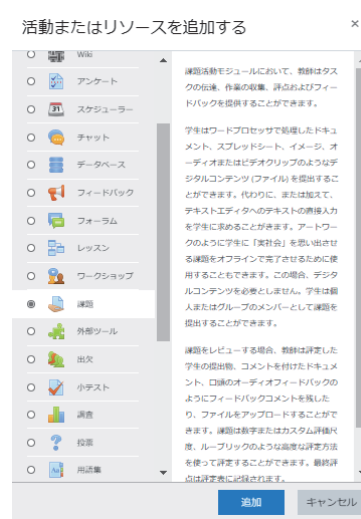 活動またはリソースを追加する
×
Wiki
アンケート
スケジューラー
チャット
データベース
フィードバック
フォーラム
レッスン
ワークショップ
課題
外部ツール
出欠
小テスト
調査
投票
用語集
課題活動モジュールにおいて、教師はタス
クの伝達、作業の収集、評点およびフィー
ドバックを提供することができます。
学生はワードプロセッサで処理したドキュ
メント、スプレッドシート、イメージ、オ
ーディオまたはビデオクリップのようなデ
ジタルコンテンツ (ファイル) を提出するこ
とができます。代わりに、または加えて、
テキストエディタへのテキストの直接入力
を学生に求めることができます。アートワー
クのように学生に「実社会」を思い出させ
る課題をオフラインで完了させるために使
用することもできます。この場合、デジタ
ルコンテンツを必要としません。学生は個
人またはグループのメンバーとして課題を
提出することができます。
課題をレビューする場合、教師は評定した
学生の提出物、コメントを付けたドキュメ
ント、口頭のオーディオフィードバックの
ようにフィードバックコメントを残した
り、ファイルをアップロードすることがで
きます。課題は数字またはカスタム評価尺
度、ルーブリックのような高度な評定方法
を使って評定することができます。最終評
点は評定表に記録されます。
追加
キャンセル